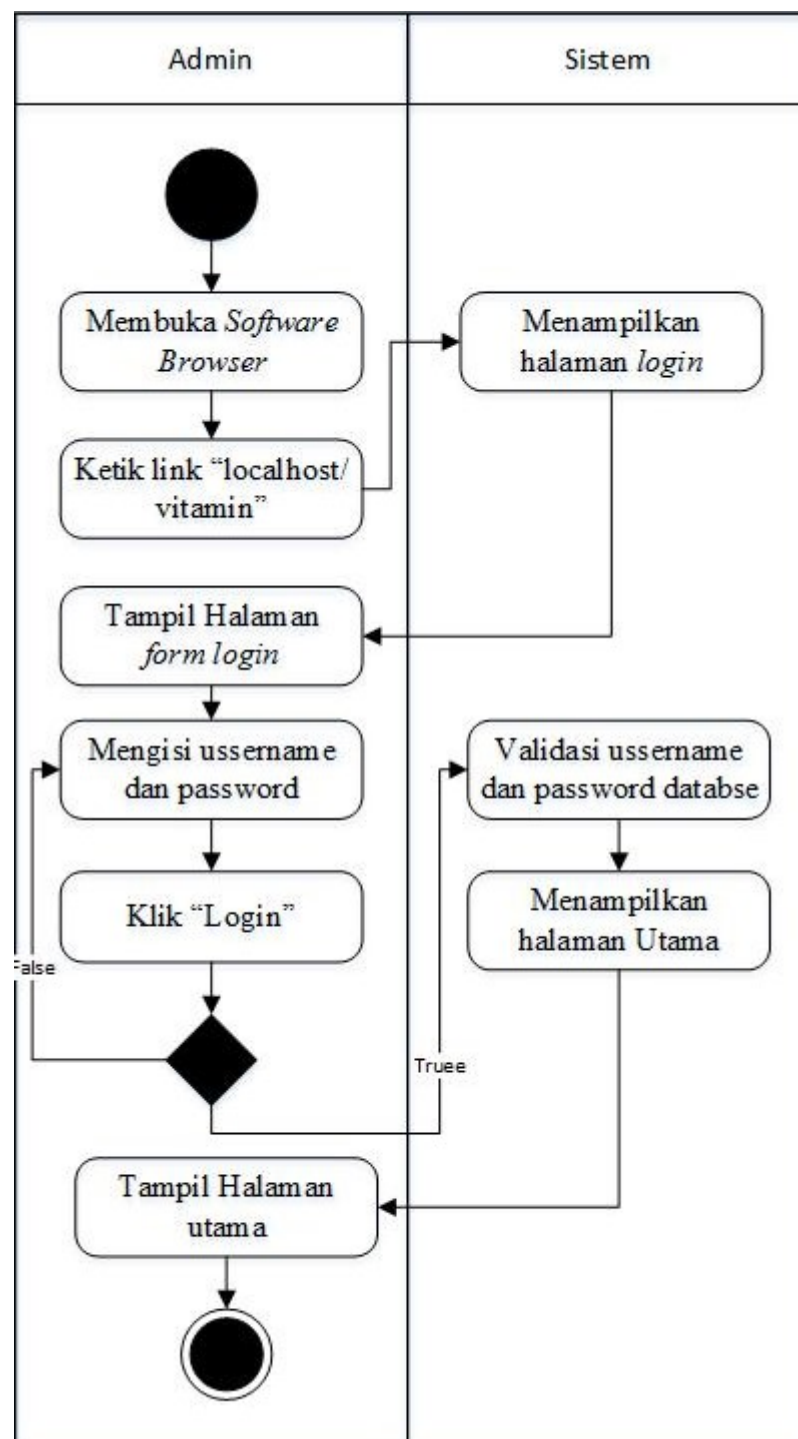 Admin
Sistem
Membuka Software
Browser
Menampilkan
halaman login
Ketik link “localhost/
vitamin”
Tampil Halaman
form login
Mengisi ussername
dan password
Validasi ussername
dan password databse
Klik “Login”
Menampilkan
halaman Utama
False
Truee
Tampil Halaman
utama